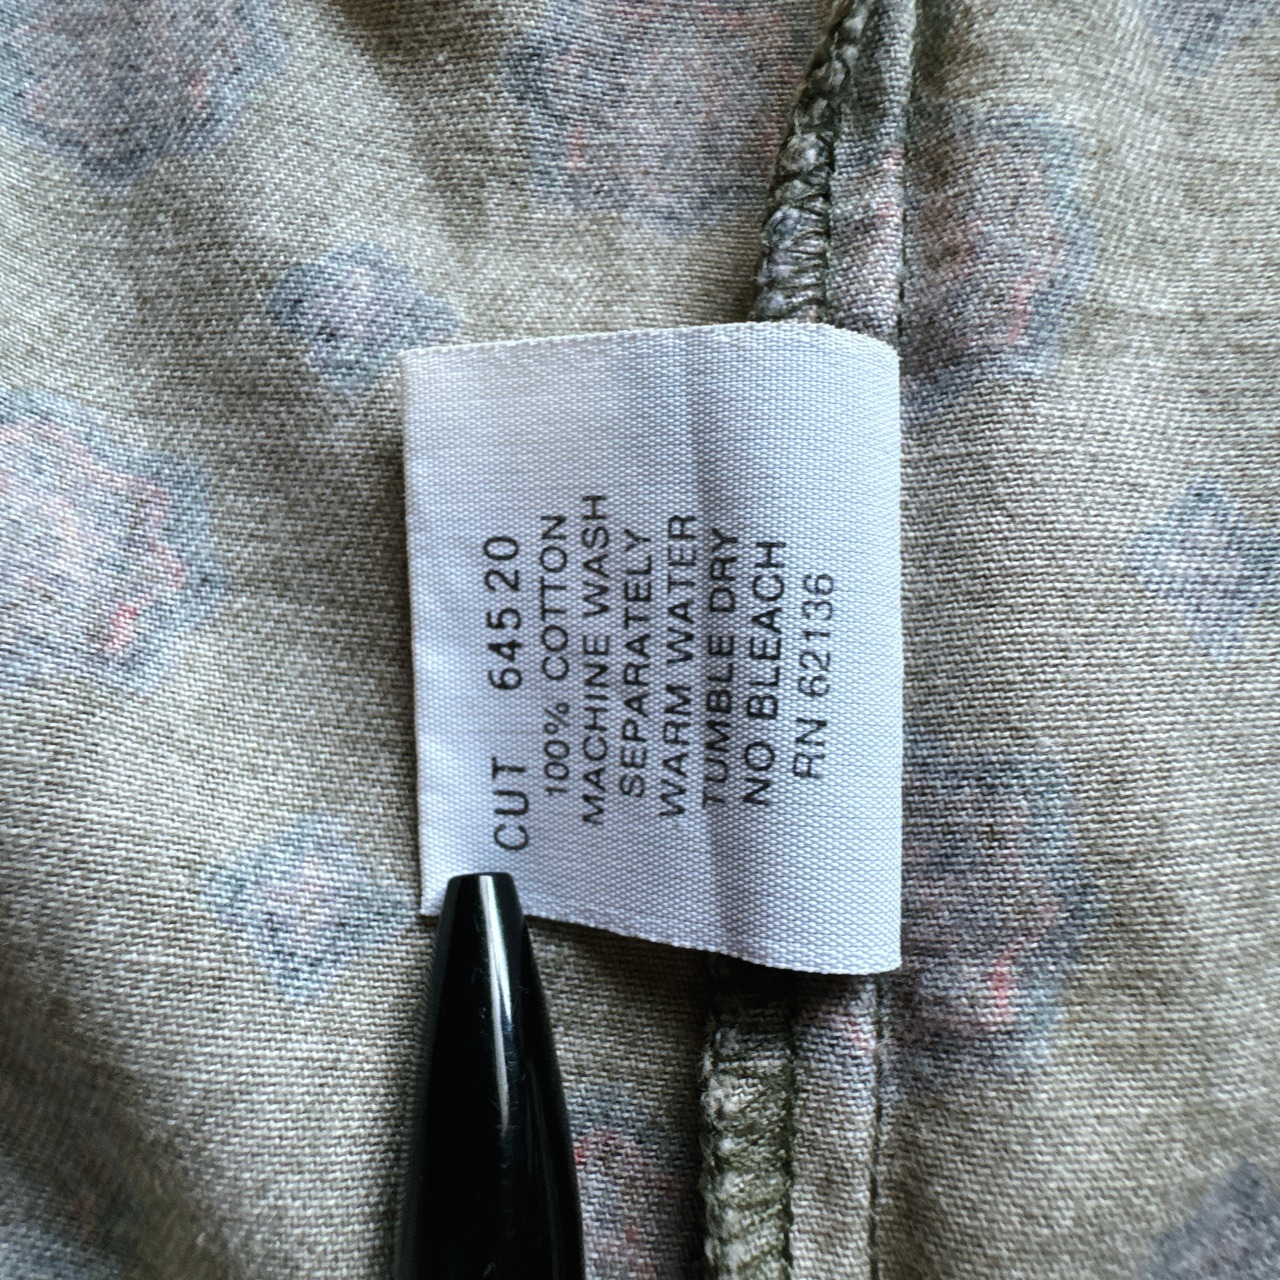 CUT 64520
100% COTTON
MACHINE WASH
SEPARATELY
WARM WATER
TUMBLE DRY
NO BLEACH
RN 62136